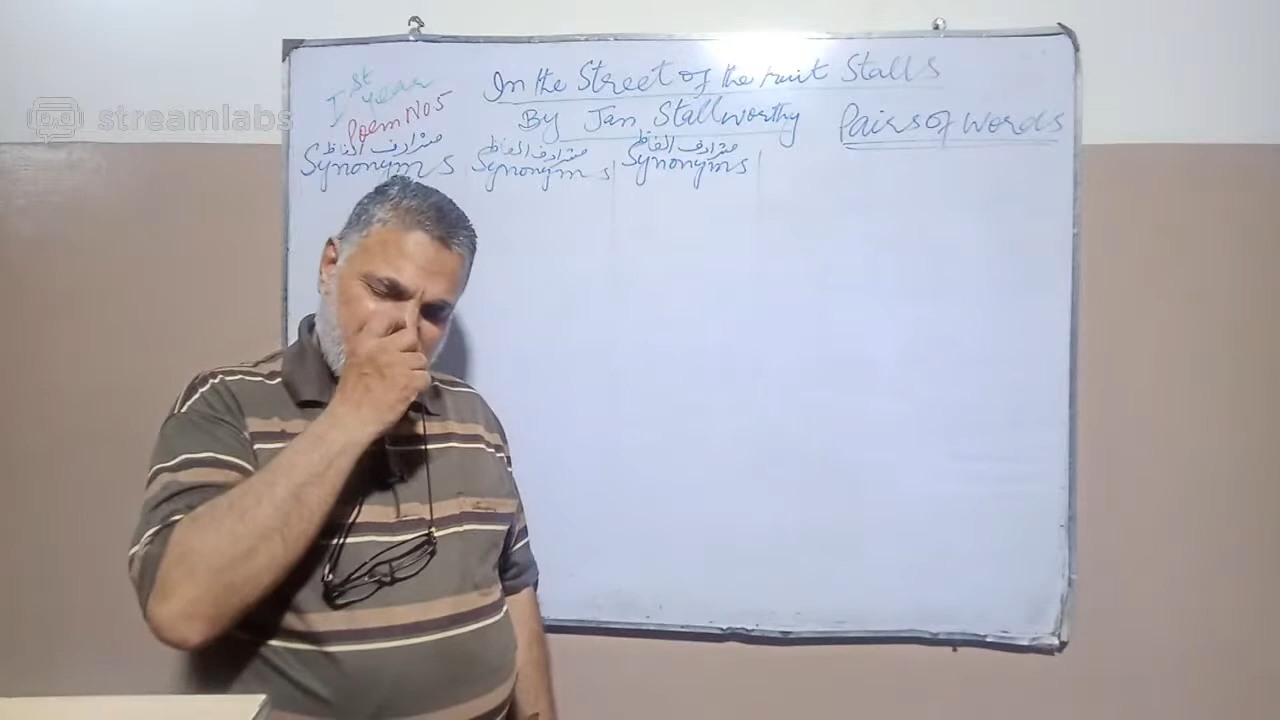 streamlabs
Ist year
Poem No 5
In the Street of the Fruit Stalls
By Jan Stallworthy
Pairs of Words
مترادف الفاظ
Synonyms
مترادف الفاظ
Synonyms
مترادف الفاظ
Synonyms